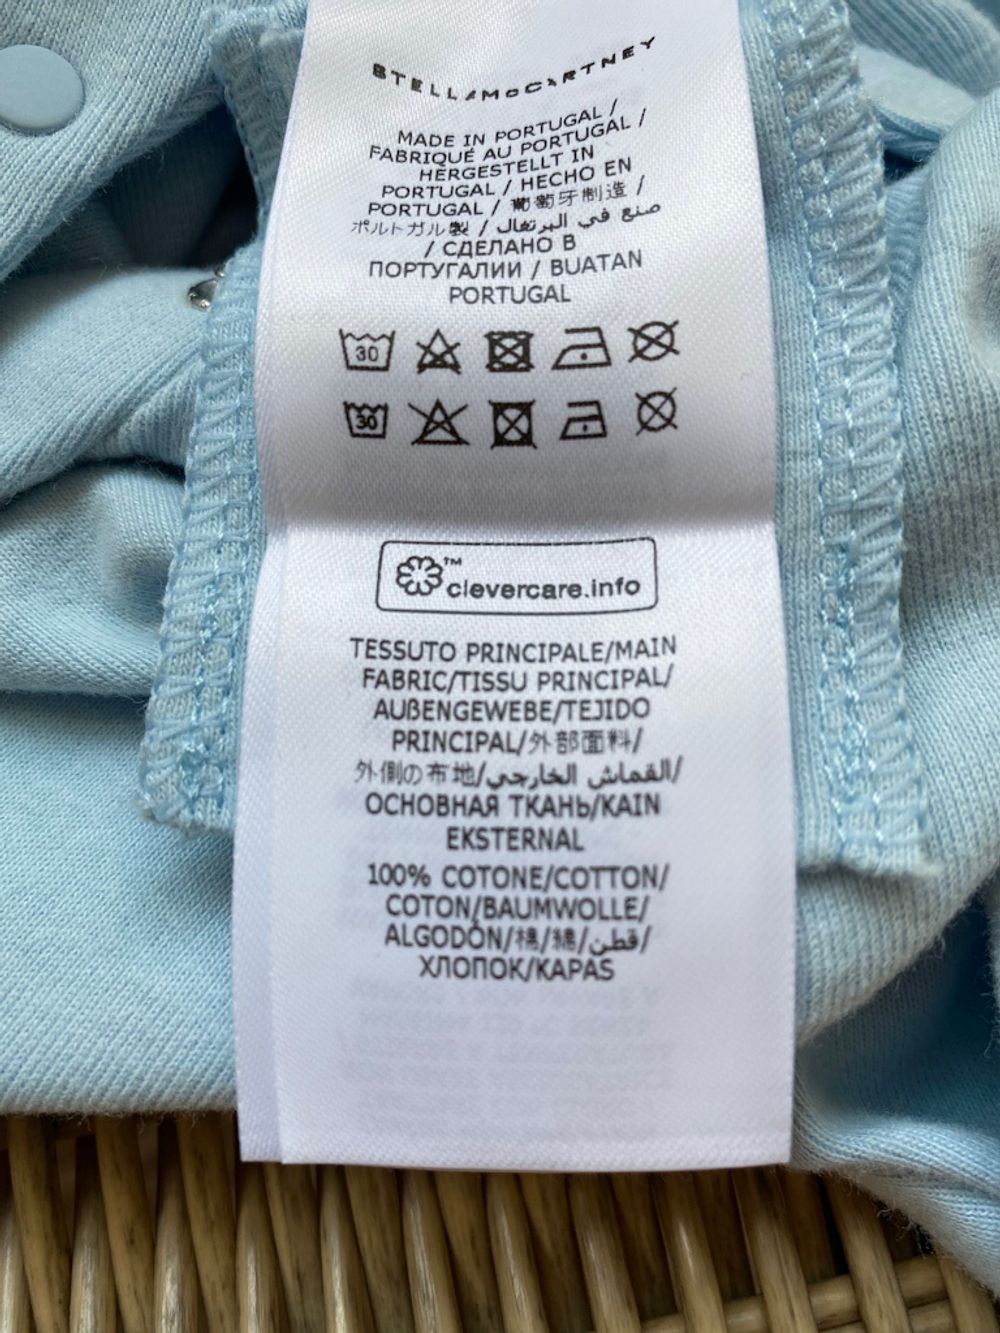 STELLA McCARTNEY
MADE IN PORTUGAL /
FABRIQUÉ AU PORTUGAL /
HERGESTELLT IN
PORTUGAL / HECHO EN
PORTUGAL / 葡萄牙制造 /
ポルトガル製 / صنع في البرتغال
/ СДЕЛАНО В
ПОРТУГАЛИИ / BUATAN
PORTUGAL
30
30
™
clevercare.info
TESSUTO PRINCIPALE/MAIN
FABRIC/TISSU PRINCIPAL/
AUßENGEWEBE/TEJIDO
PRINCIPAL/外部面料/
外側の布地/القماش الخارجي/
ОСНОВНАЯ ТКАНЬ/KAIN
EKSTERNAL
100% COTONE/COTTON/
COTON/BAUMWOLLE/
ALGODÓN/棉/綿/قطن/
ХЛОПОК/KAPAS